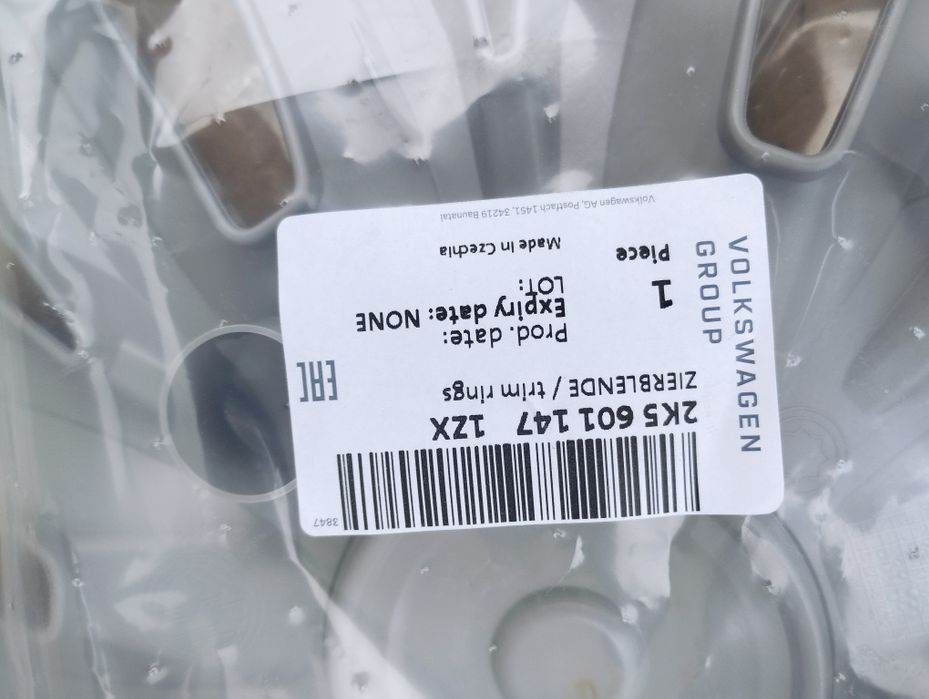 3847
2K5 601 147 1ZX
ZIERBLENDE / trim rings
Prod. date:
Expiry date: NONE
LOT:
1
Piece
Made in Czechia
Volkswagen AG, Postfach 1451, 34219 Baunatal
VOLKSWAGEN
GROUP
EAC